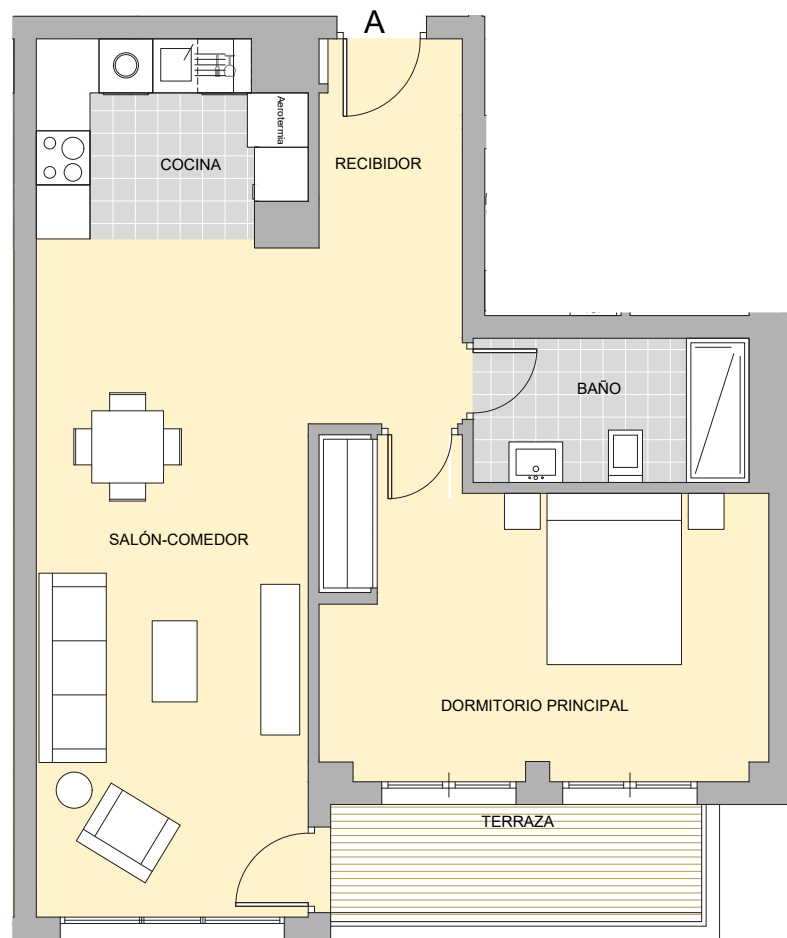 A
Aerotermia
COCINA
RECIBIDOR
BAÑO
SALÓN-COMEDOR
DORMITORIO PRINCIPAL
TERRAZA